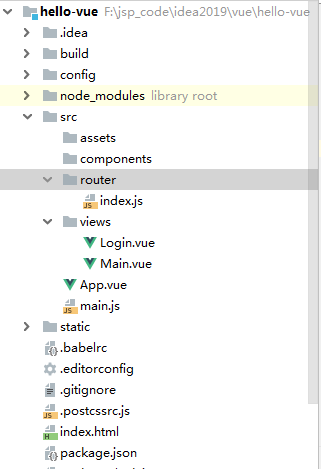 hello-vue F:\jsp_code\idea2019\vue\hello-vue
.idea
build
config
node_modules library root
src
assets
components
router
index.js
views
Login.vue
Main.vue
App.vue
main.js
static
.babelrc
.editorconfig
.gitignore
.postcssrc.js
index.html
package.json